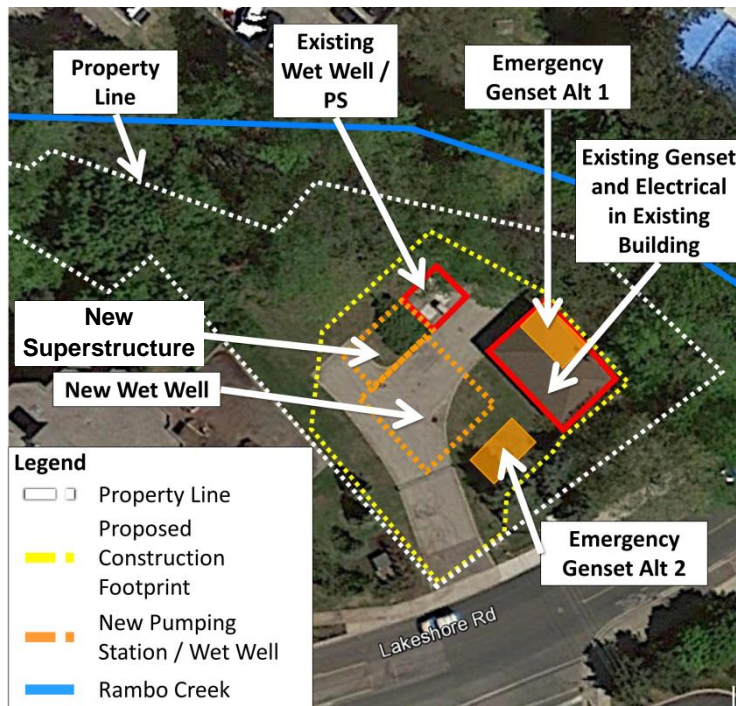 Existing
Wet Well /
PS
Emergency
Genset Alt 1
Property
Line
Existing Genset
and Electrical
in Existing
Building
New
Superstructure
New Wet Well
Legend
Property Line
Proposed
Construction
Footprint
New Pumping
Station / Wet Well
Rambo Creek
Emergency
Genset Alt 2
Lakeshore Rd